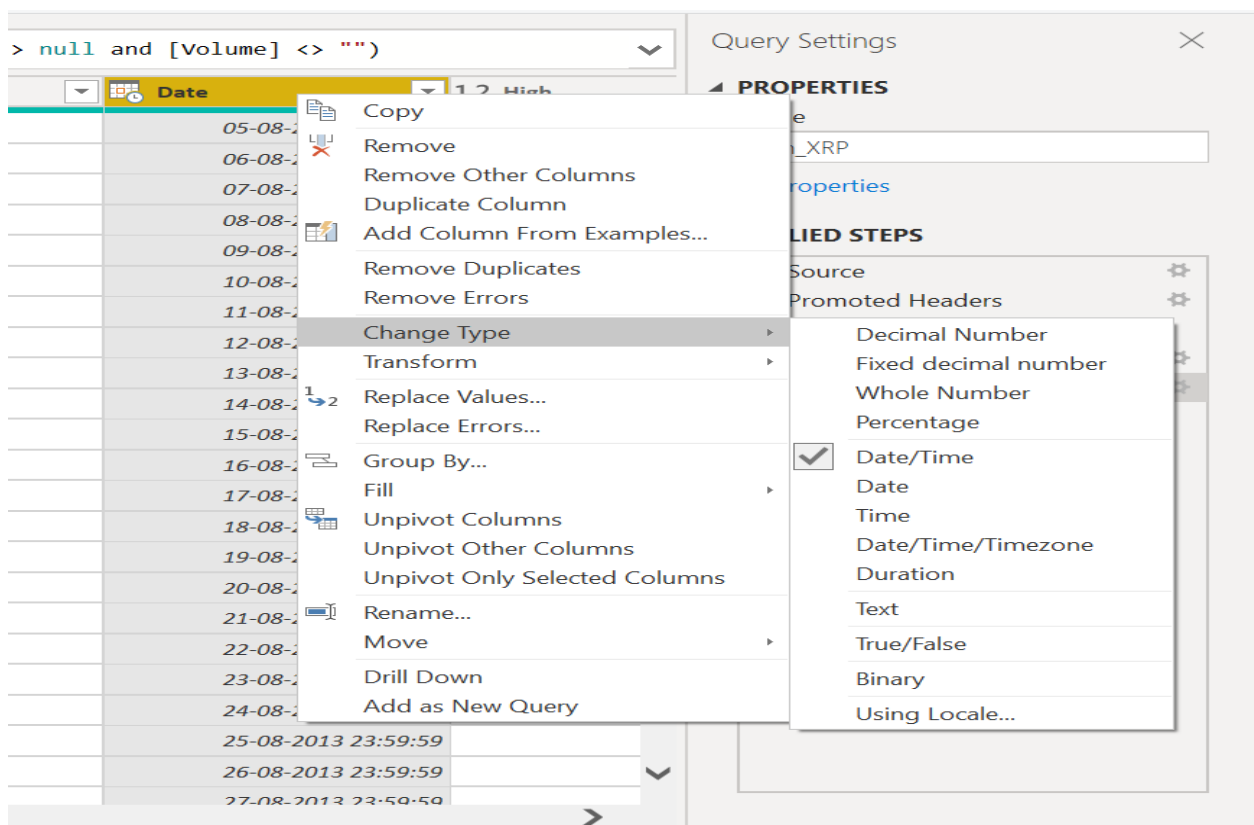 > null and [Volume] <> "")
Date
1.2 High
05-08-2
06-08-2
07-08-2
08-08-2
09-08-2
10-08-2
11-08-2
12-08-2
13-08-2
14-08-2
15-08-2
16-08-2
17-08-2
18-08-2
19-08-2
20-08-2
21-08-2
22-08-2
23-08-2
24-08-2
25-08-2013 23:59:59
26-08-2013 23:59:59
27-08-2013 23:59:59
Copy
Remove
Remove Other Columns
Duplicate Column
Add Column From Examples...
Remove Duplicates
Remove Errors
Change Type
Transform
1 2
Replace Values...
Replace Errors...
Group By...
Fill
Unpivot Columns
Unpivot Other Columns
Unpivot Only Selected Columns
Rename...
Move
Drill Down
Add as New Query
Decimal Number
Fixed decimal number
Whole Number
Percentage
Date/Time
Date
Time
Date/Time/Timezone
Duration
Text
True/False
Binary
Using Locale...
Query Settings
PROPERTIES
e
_XRP
roperties
LIED STEPS
Source
Promoted Headers